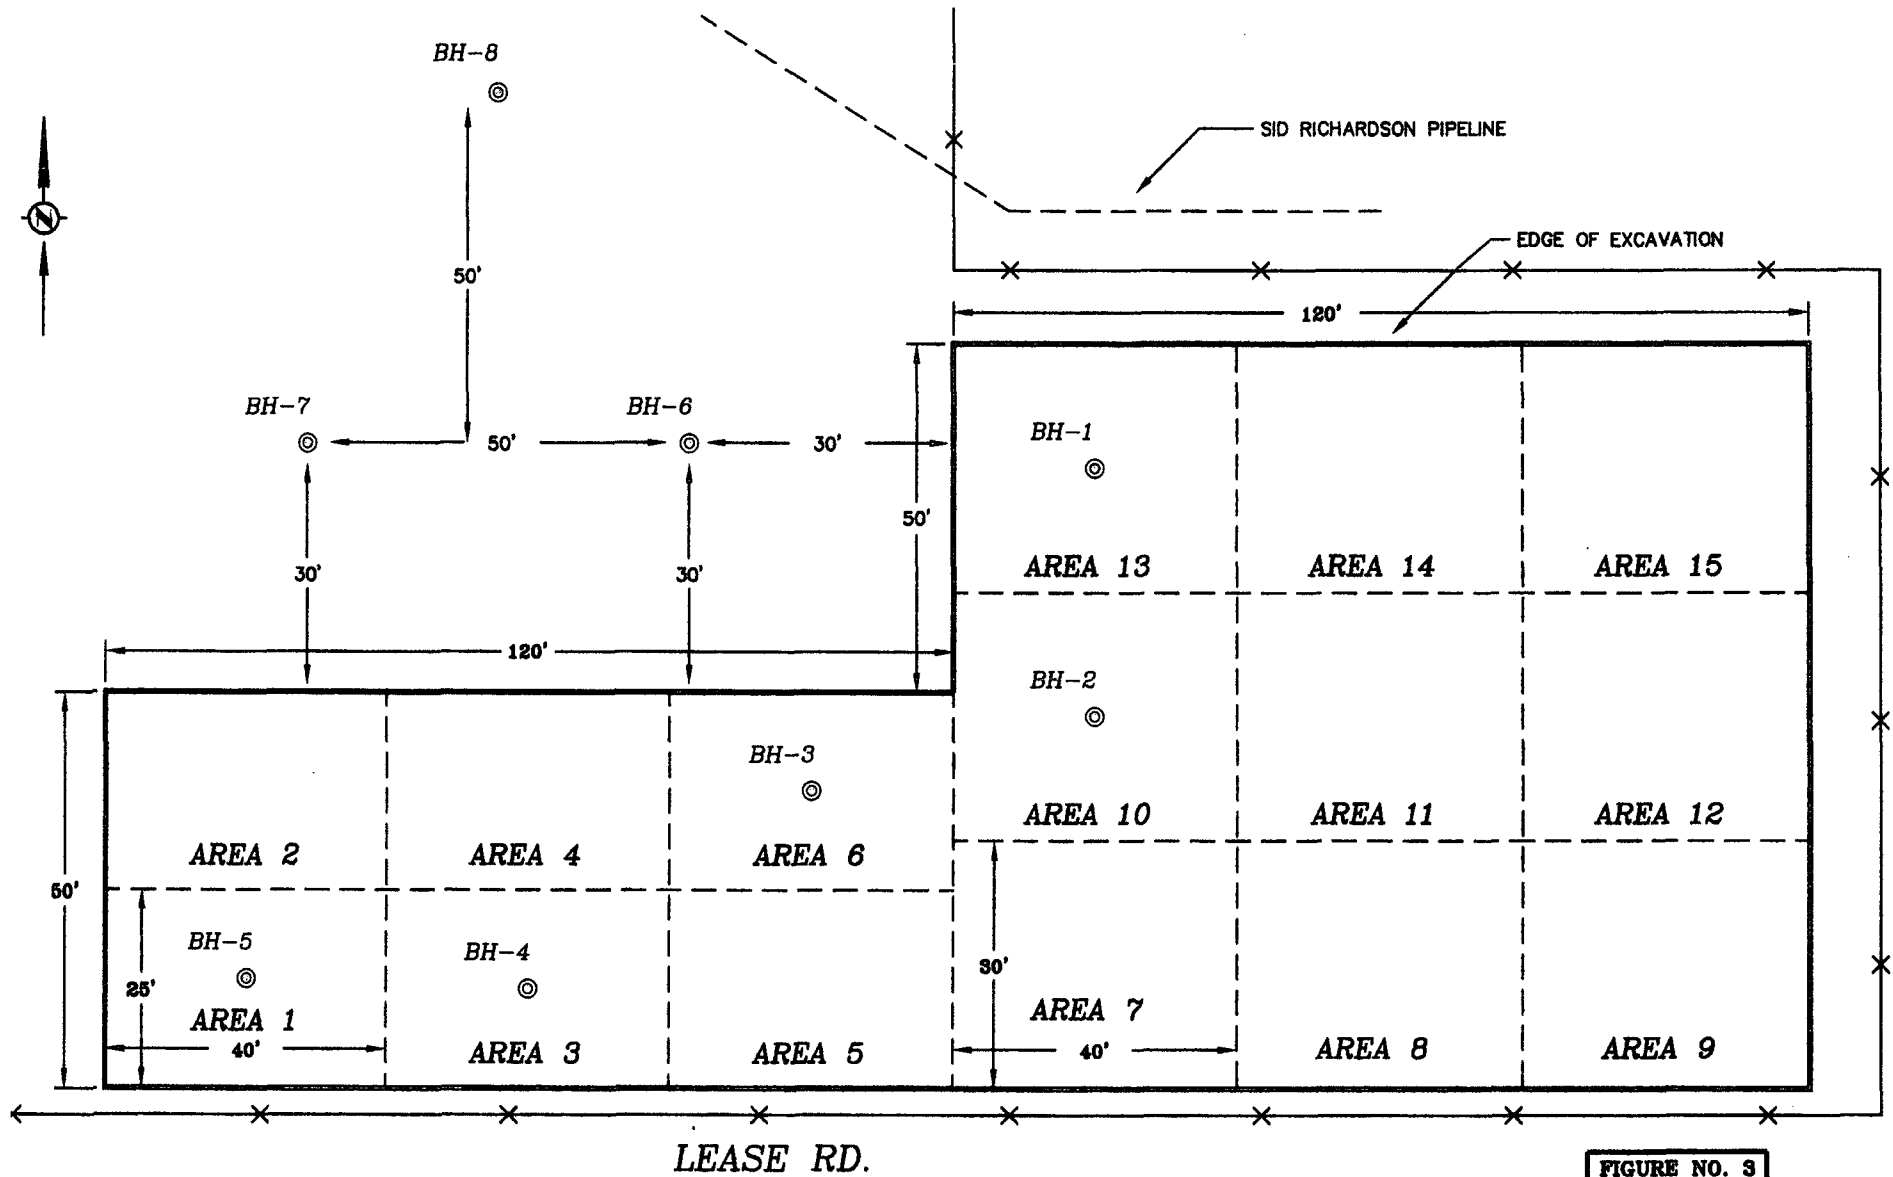 BH-8
SID RICHARDSON PIPELINE
N
EDGE OF EXCAVATION
50'
120'
BH-7
BH-6
50'
30'
BH-1
50'
30'
30'
AREA 13
AREA 14
AREA 15
120'
BH-2
BH-3
AREA 10
AREA 11
AREA 12
AREA 2
AREA 4
AREA 6
50'
BH-5
BH-4
25'
30'
AREA 1
AREA 7
40'
AREA 3
AREA 5
40'
AREA 8
AREA 9
LEASE RD.
FIGURE NO. 3